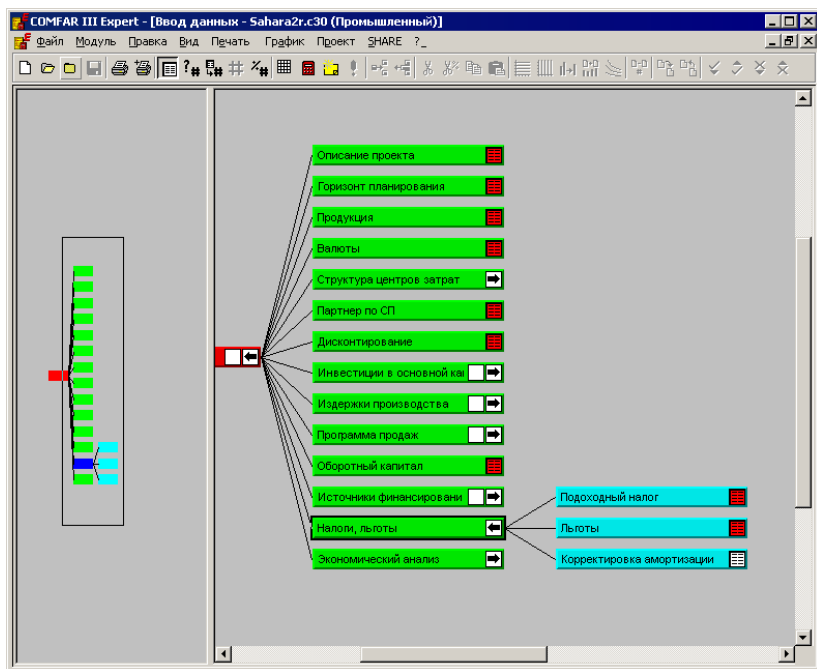 COMFAR III Expert - [Ввод данных - Sahara2r.c30 (Промышленный)]
Файл Модуль Правка Вид Печать График Проект SHARE ?_
Описание проекта
Горизонт планирования
Продукция
Валюты
Структура центров затрат
Партнер по СП
Дисконтирование
Инвестиции в основной ка
Издержки производства
Программа продаж
Оборотный капитал
Источники финансировани
Подоходный налог
Налоги, льготы
Льготы
Экономический анализ
Корректировка амортизации